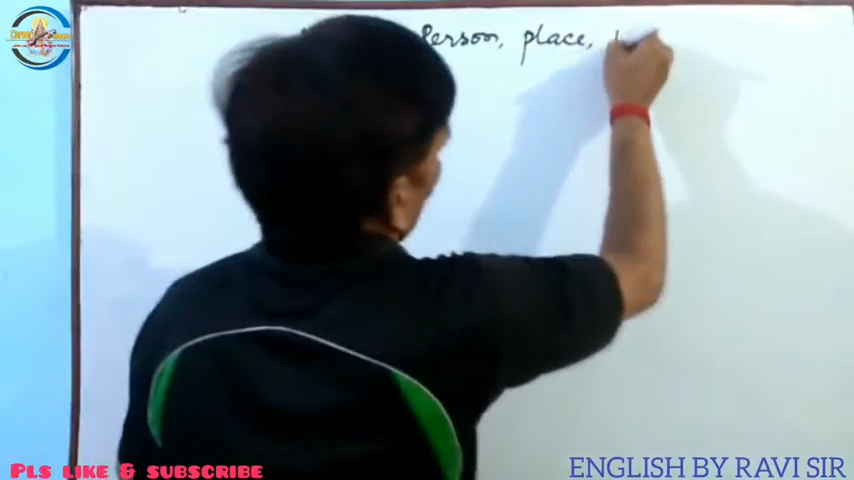 Person, place,
PLS LIKE & SUBSCRIBE
ENGLISH BY RAVI SIR